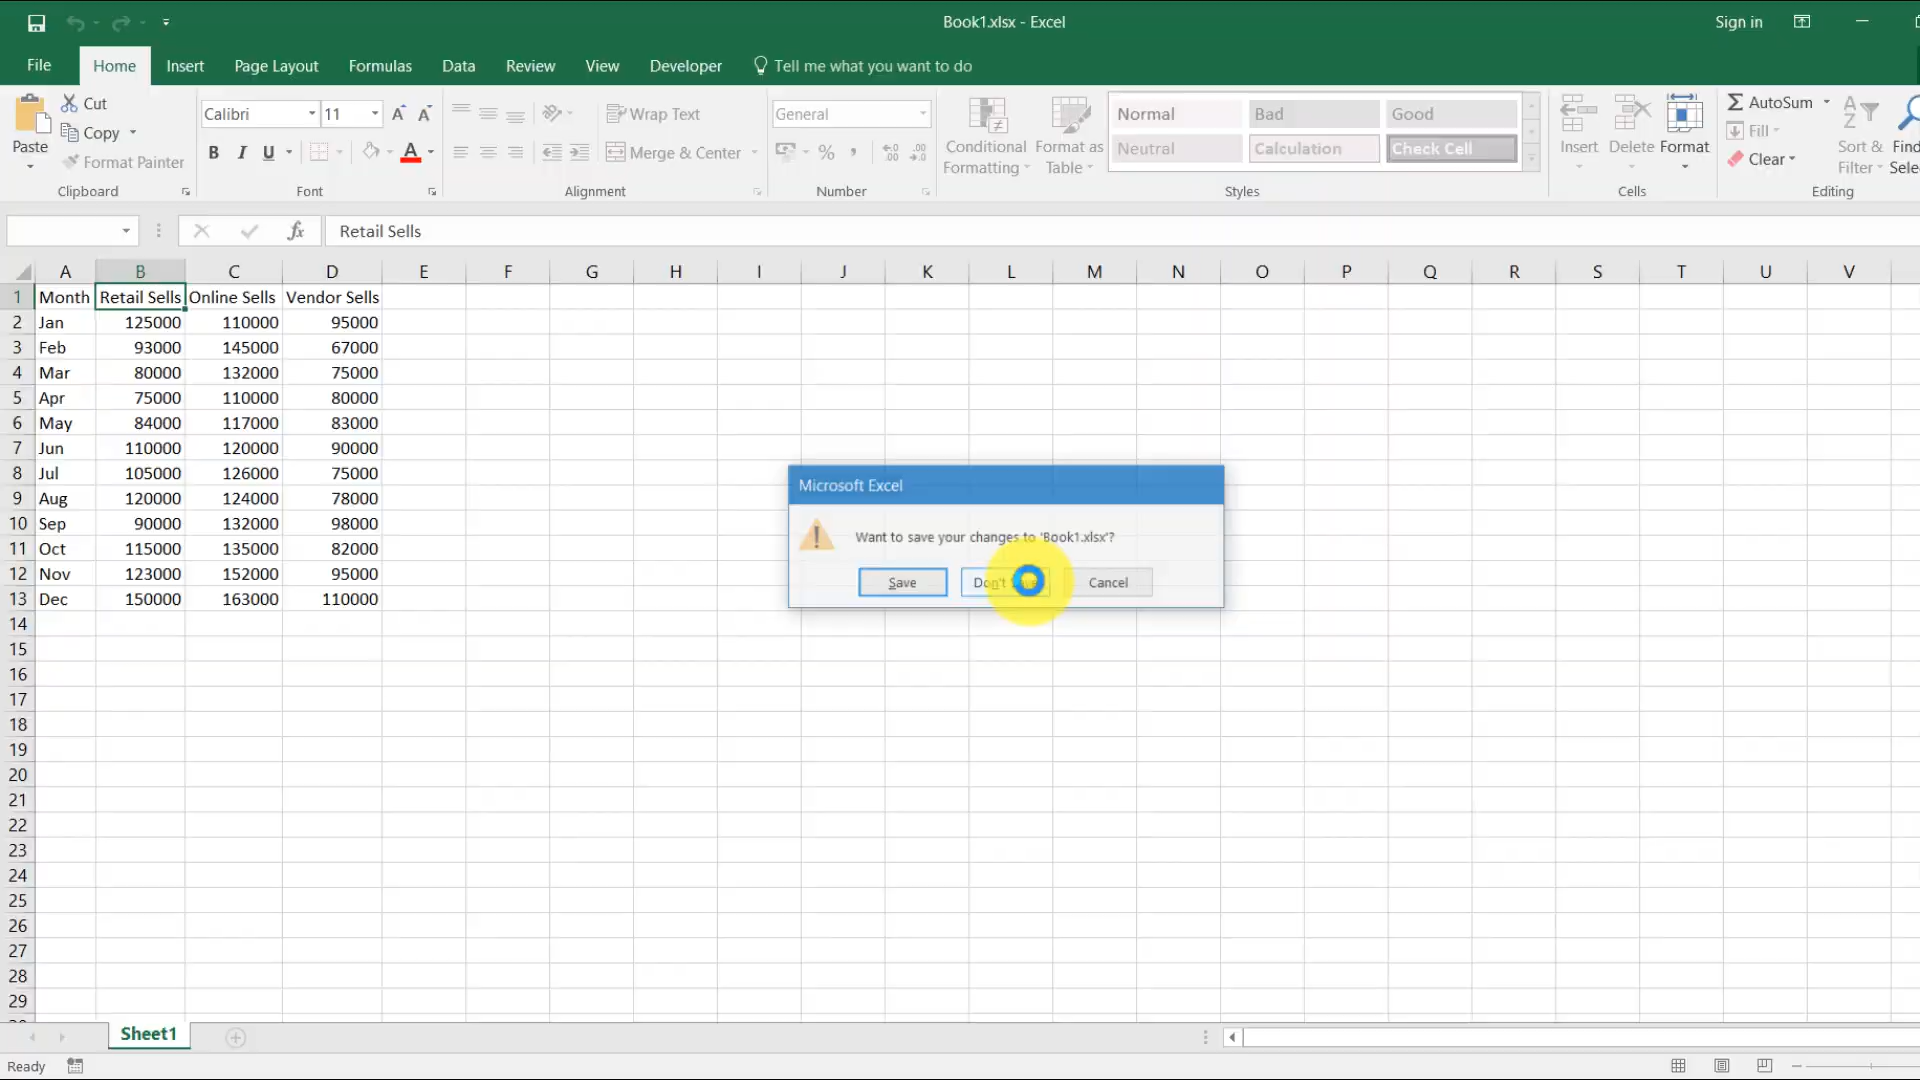 Book1.xlsx - Excel
Sign in
File Home Insert Page Layout Formulas Data Review View Developer Tell me what you want to do
Paste
Cut
Copy
Format Painter
Clipboard
Calibri 11
A A
B I U A
Font
Wrap Text
Merge & Center
Alignment
General
%
Number
Conditional Formatting
Format as Table
Normal Bad Good
Neutral Calculation Check Cell
Styles
Insert Delete Format
Cells
AutoSum
Fill
Clear
Sort & Filter
Editing
fx Retail Sells
A B C D E F G H I J K L M N O P Q R S T U V
1 Month Retail Sells Online Sells Vendor Sells
2 Jan 125000 110000 95000
3 Feb 93000 145000 67000
4 Mar 80000 132000 75000
5 Apr 75000 110000 80000
6 May 84000 117000 83000
7 Jun 110000 120000 90000
8 Jul 105000 126000 75000
9 Aug 120000 124000 78000
10 Sep 90000 132000 98000
11 Oct 115000 135000 82000
12 Nov 123000 152000 95000
13 Dec 150000 163000 110000
14
15
16
17
18
19
20
21
22
23
24
25
26
27
28
29
Microsoft Excel
Want to save your changes to 'Book1.xlsx'?
Save Don't Cancel
Sheet1
Ready